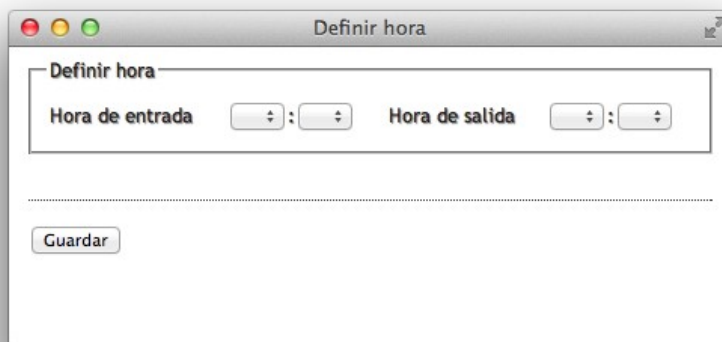 Definir hora
Definir hora
Hora de entrada : Hora de salida :
Guardar